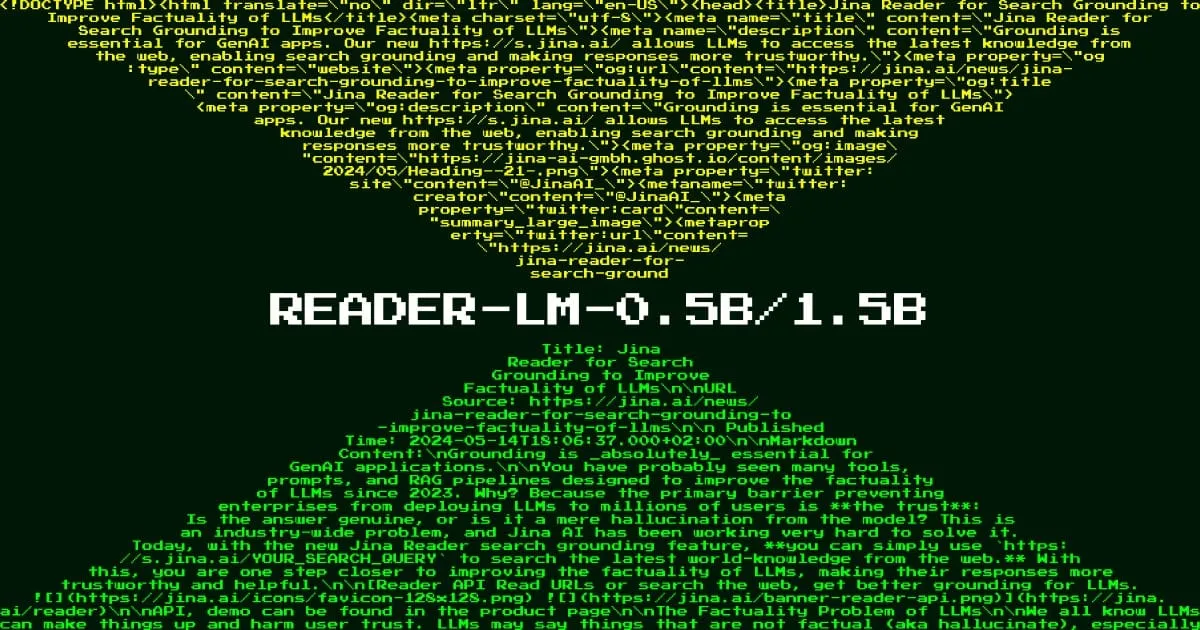 <!DOCTYPE html><html translate=\"no\" dir=\"ltr\" lang=\"en-US\"><head><title>Jina Reader for Search Grounding to
Improve Factuality of LLMs</title><meta charset=\"utf-8\"><meta name=\"title\" content=\"Jina Reader for
Search Grounding to Improve Factuality of LLMs\"><meta name=\"description\" content=\"Grounding is
essential for GenAI apps. Our new https://s.jina.ai/ allows LLMs to access the latest knowledge from
the web, enabling search grounding and making responses more trustworthy.\"><meta property=\"og
:type\" content=\"website\"><meta property=\"og:url\"content=\"https://jina.ai/news/jina-
reader-for-search-grounding-to-improve-factuality-of-llms\"><meta property=\"og:title
\" content=\"Jina Reader for Search Grounding to Improve Factuality of LLMs\">
<meta property=\"og:description\" content=\"Grounding is essential for GenAI
apps. Our new https://s.jina.ai/ allows LLMs to access the latest
knowledge from the web, enabling search grounding and making
responses more trustworthy.\"><meta property=\"og:image\
"content=\"https://jina-ai-gmbh.ghost.io/content/images/
2024/05/Heading--21-.png\"><meta property=\"twitter:
site\"content=\"@JinaAI_\"><metaname=\"twitter:
creator\"content=\"@JinaAI_\"><meta
property=\"twitter:card\"content=\
"summary_large_image\"><metaprop
erty=\"twitter:url\"content=
\"https://jina.ai/news/
jina-reader-for-
search-ground
READER-LM-0.5B/1.5B
Title: Jina
Reader for Search
Grounding to Improve
Factuality of LLMs\n\nURL
Source: https://jina.ai/news/
jina-reader-for-search-grounding-to
-improve-factuality-of-llms\n\n Published
Time: 2024-05-14T18:06:37.000+02:00\n\nMarkdown
Content:\nGrounding is _absolutely_ essential for
GenAI applications.\n\nYou have probably seen many tools,
prompts, and RAG pipelines designed to improve the factuality
of LLMs since 2023. Why? Because the primary barrier preventing
enterprises from deploying LLMs to millions of users is **the trust**:
Is the answer genuine, or is it a mere hallucination from the model? This is
an industry-wide problem, and Jina AI has been working very hard to solve it.
Today, with the new Jina Reader search grounding feature, **you can simply use `https:
//s.jina.ai/YOUR_SEARCH_QUERY` to search the latest world-knowledge from the web.** With
this, you are one step closer to improving the factuality of LLMs, making their responses more
trustworthy and helpful.\n\n[Reader API Read URLs or search the web, get better grounding for LLMs.
![](https://jina.ai/icons/favicon-128x128.png) ![](https://jina.ai/banner-reader-api.png)](https://jina.
ai/reader)\n\nAPI, demo can be found in the product page\n\nThe Factuality Problem of LLMs\n\nWe all know LLMs
can make things up and harm user trust. LLMs may say things that are not factual (aka hallucinate), especially